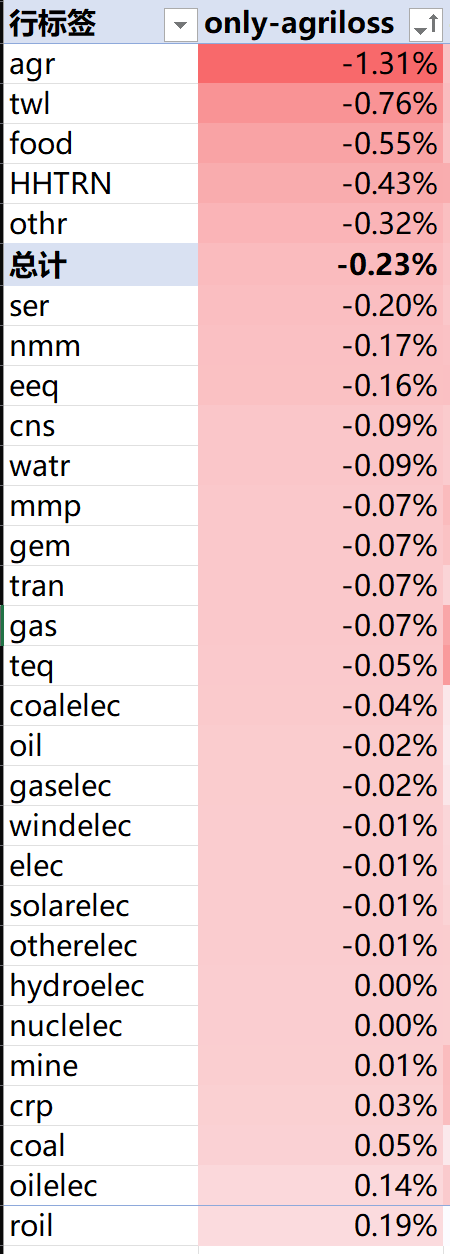 行标签 only-agriloss
agr -1.31%
twl -0.76%
food -0.55%
HHTRN -0.43%
othr -0.32%
总计 -0.23%
ser -0.20%
nmm -0.17%
eeq -0.16%
cns -0.09%
watr -0.09%
mmp -0.07%
gem -0.07%
tran -0.07%
gas -0.07%
teq -0.05%
coalelec -0.04%
oil -0.02%
gaselec -0.02%
windelec -0.01%
elec -0.01%
solarelec -0.01%
otherelec -0.01%
hydroelec 0.00%
nuclelec 0.00%
mine 0.01%
crp 0.03%
coal 0.05%
oilelec 0.14%
roil 0.19%